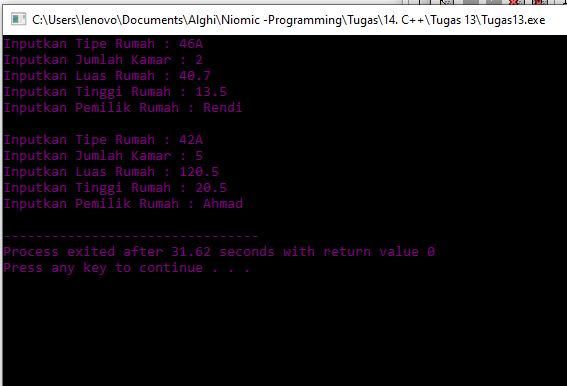 C:\Users\lenovo\Documents\Alghi\Niomic -Programming\Tugas\14. C++\Tugas 13\Tugas13.exe
Inputkan Tipe Rumah : 46A
Inputkan Jumlah Kamar : 2
Inputkan Luas Rumah : 40.7
Inputkan Tinggi Rumah : 13.5
Inputkan Pemilik Rumah : Rendi
Inputkan Tipe Rumah : 42A
Inputkan Jumlah Kamar : 5
Inputkan Luas Rumah : 120.5
Inputkan Tinggi Rumah : 20.5
Inputkan Pemilik Rumah : Ahmad
--------------------------------
Process exited after 31.62 seconds with return value 0
Press any key to continue . . .